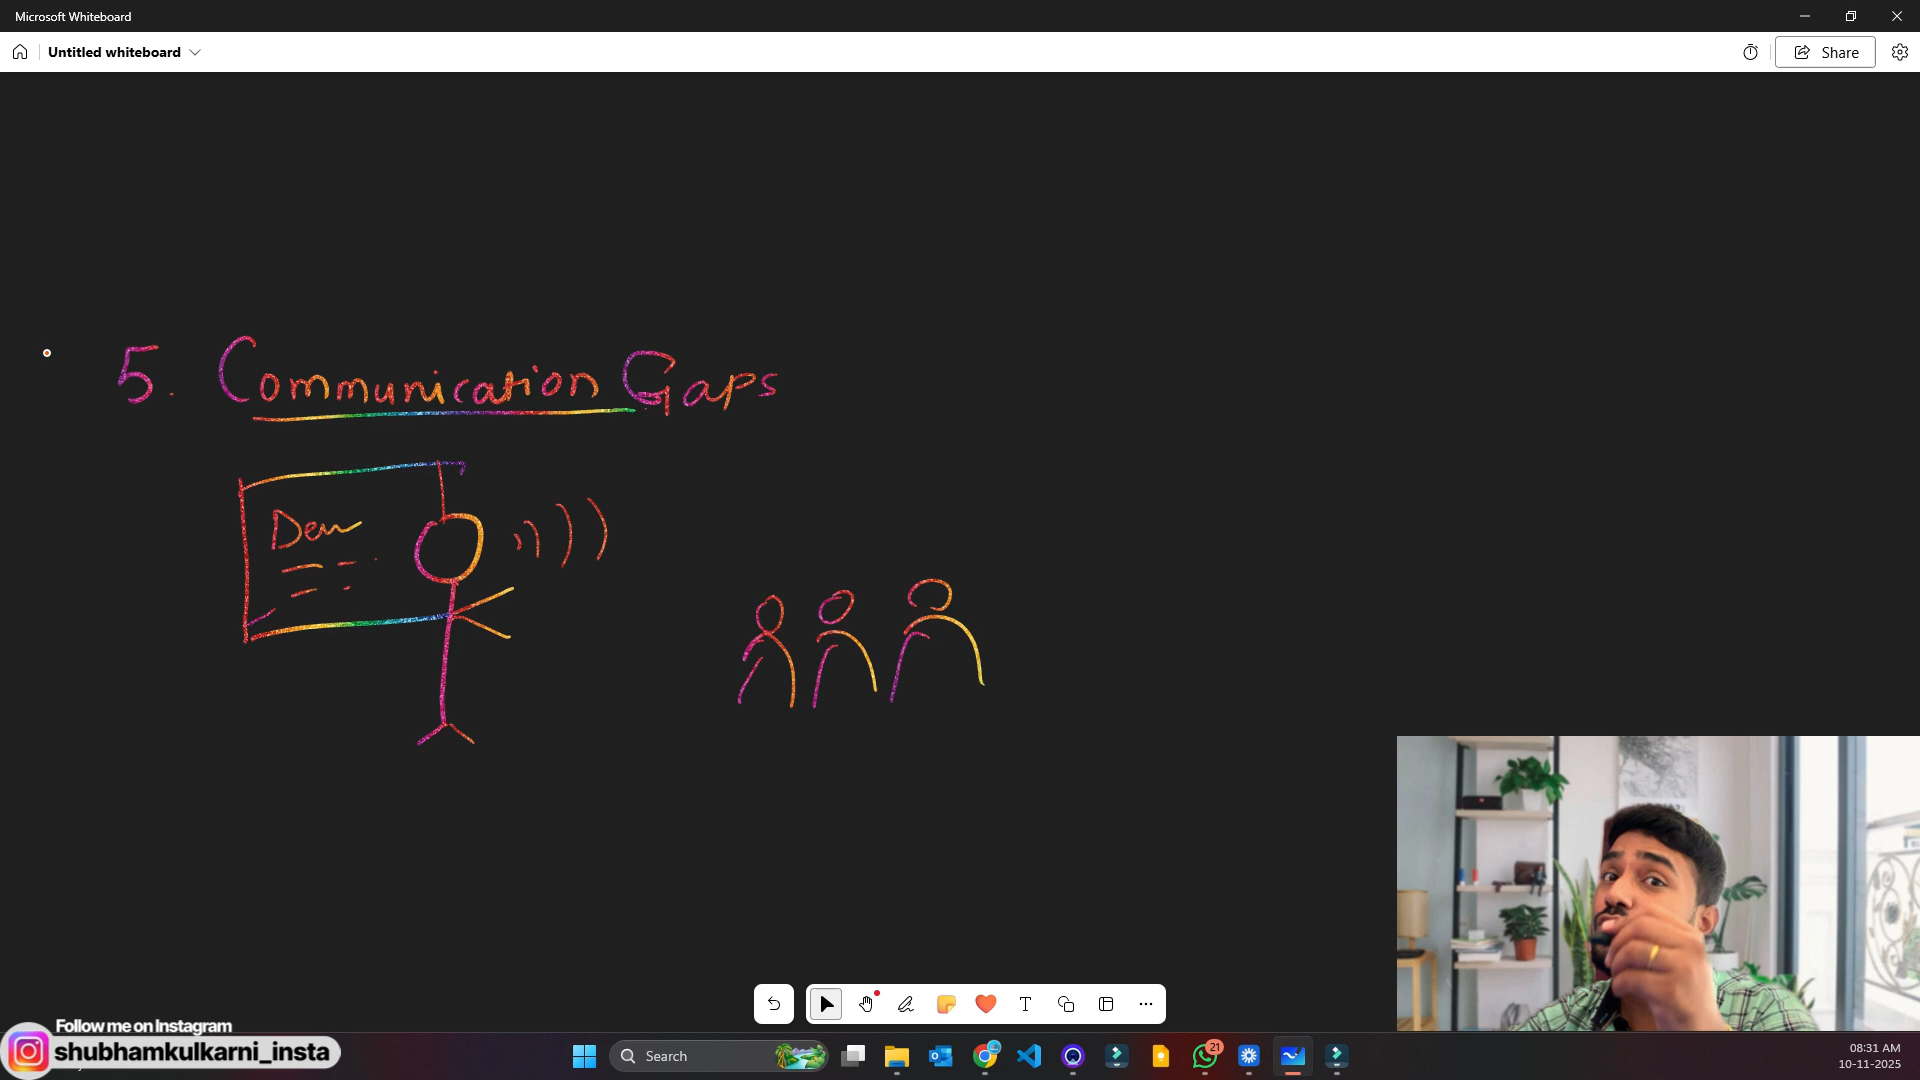 Microsoft Whiteboard
Untitled whiteboard
Share
5. Communication Gaps
Dev
Follow me on Instagram
shubhamkulkarni_insta
Search
21
08:31 AM
10-11-2025